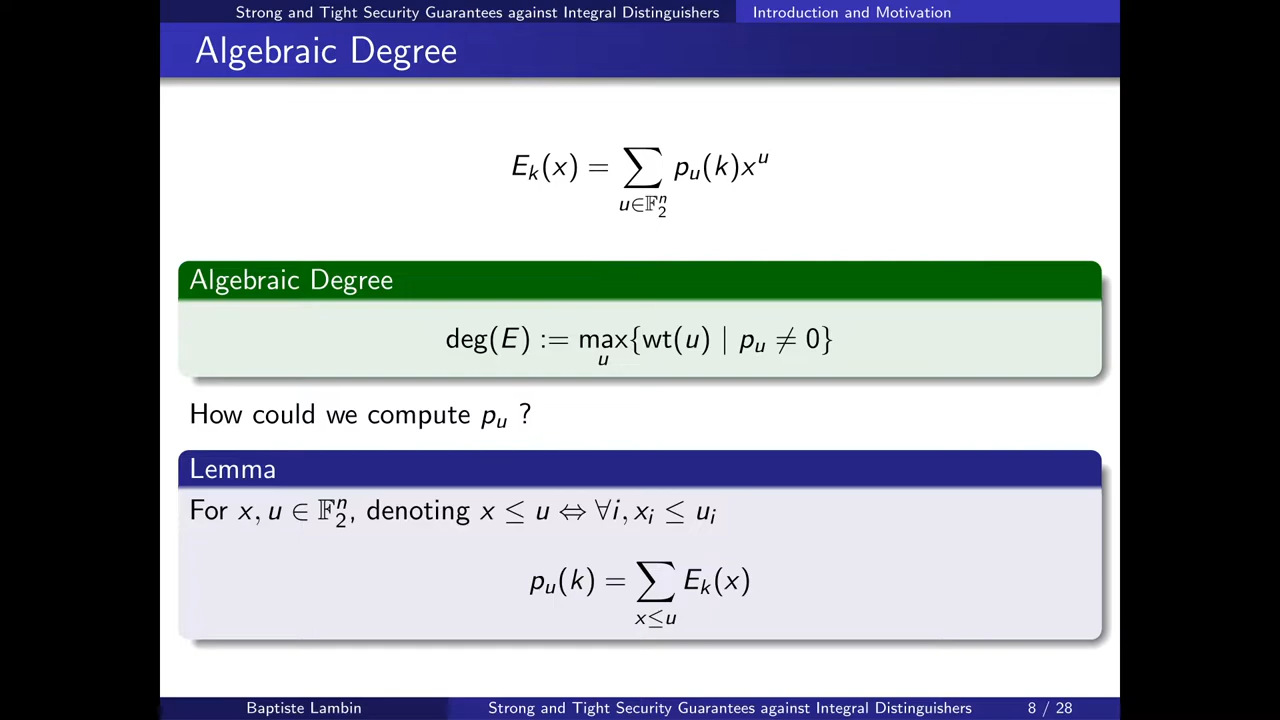 Strong and Tight Security Guarantees against Integral Distinguishers Introduction and Motivation
Algebraic Degree
E_k(x) = ∑_{u∈𝔽₂ⁿ} p_u(k)x^u
Algebraic Degree
deg(E) := max_u{wt(u) | p_u ≠ 0}
How could we compute p_u ?
Lemma
For x, u ∈ 𝔽₂ⁿ, denoting x ≤ u ⇔ ∀i, x_i ≤ u_i
p_u(k) = ∑_{x≤u} E_k(x)
Baptiste Lambin Strong and Tight Security Guarantees against Integral Distinguishers 8 / 28